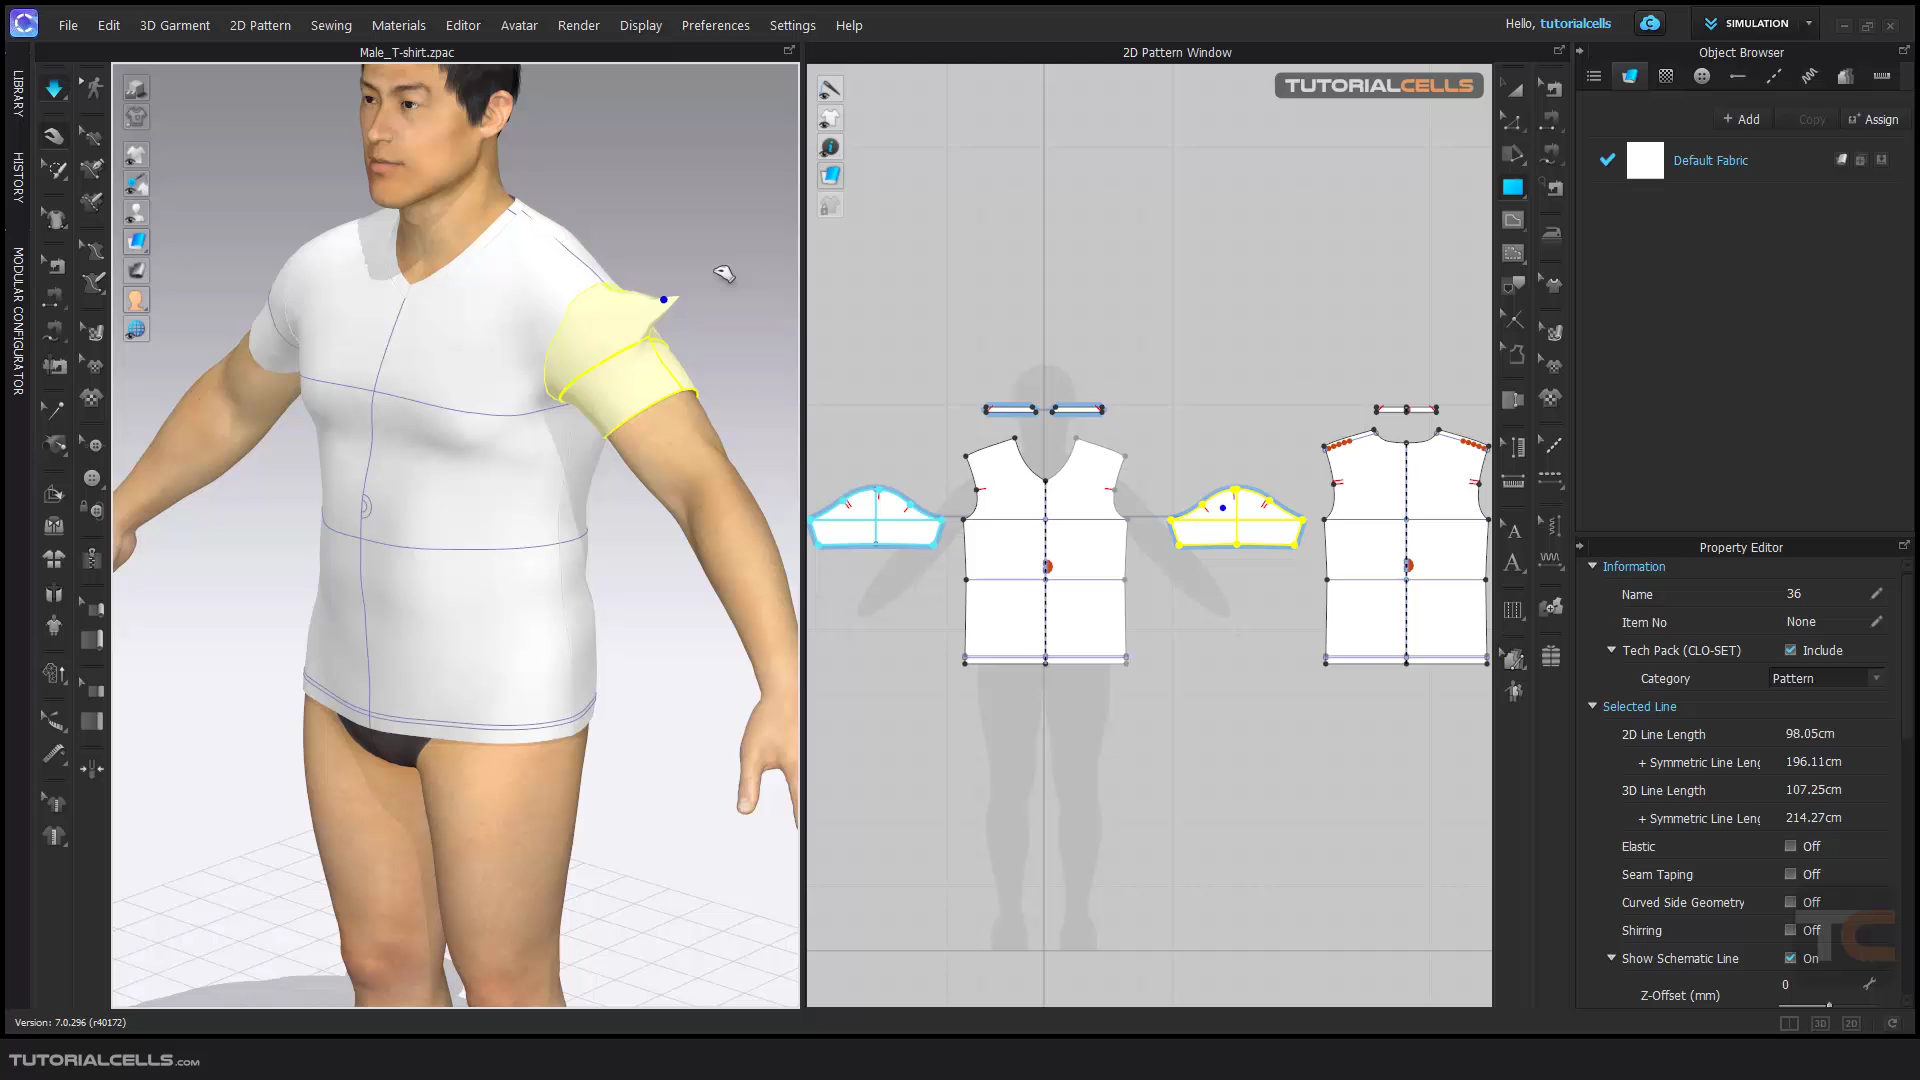 File Edit 3D Garment 2D Pattern Sewing Materials Editor Avatar Render Display Preferences Settings Help
Hello, tutorialcells
SIMULATION
Male_T-shirt.zpac
2D Pattern Window
Object Browser
LIBRARY
HISTORY
MODULAR CONFIGURATOR
TUTORIALCELLS
+ Add Copy Assign
Default Fabric
Property Editor
Information
Name 36
Item No None
Tech Pack (CLO-SET) Include
Category Pattern
Selected Line
2D Line Length 98.05cm
+ Symmetric Line Leng 196.11cm
3D Line Length 107.25cm
+ Symmetric Line Leng 214.27cm
Elastic Off
Seam Taping Off
Curved Side Geometry Off
Shirring Off
Show Schematic Line On
Z-Offset (mm) 0
Version: 7.0.296 (r40172)
3D 2D
TUTORIALCELLS.com
TC